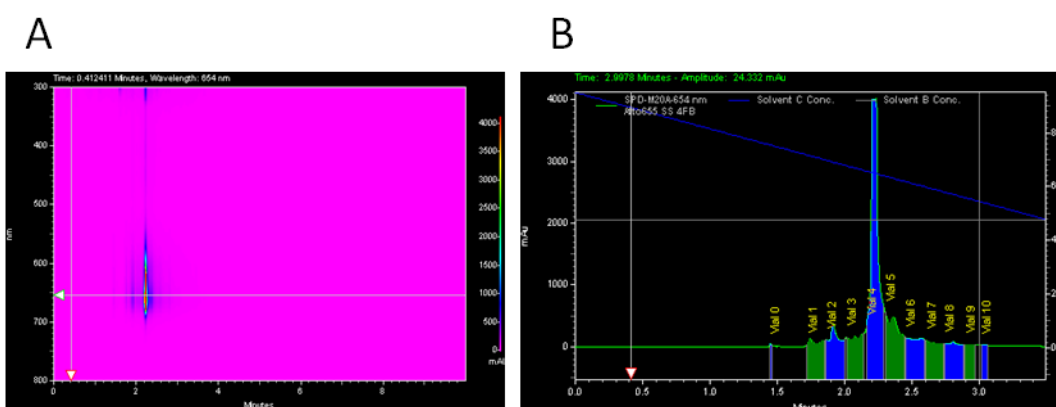 A
B
Time: 0.412411 Minutes, Wavelength: 654 nm
300
400
500
600
700
800
nm
0
2
4
6
8
Minutes
4000
3500
3000
2500
2000
1500
1000
500
0
Time: 2.9978 Minutes - Amplitude: 24.332 mAu
SPD-M20A-654 nm
Atto655 SS 4FB
Solvent C Conc.
Solvent B Conc.
4000
3000
2000
1000
0
mAu
Vial 0
Vial 1
Vial 2
Vial 3
Vial 4
Vial 5
Vial 6
Vial 7
Vial 8
Vial 9
Vial 10
0.0
0.5
1.0
1.5
2.0
2.5
3.0
Minutes